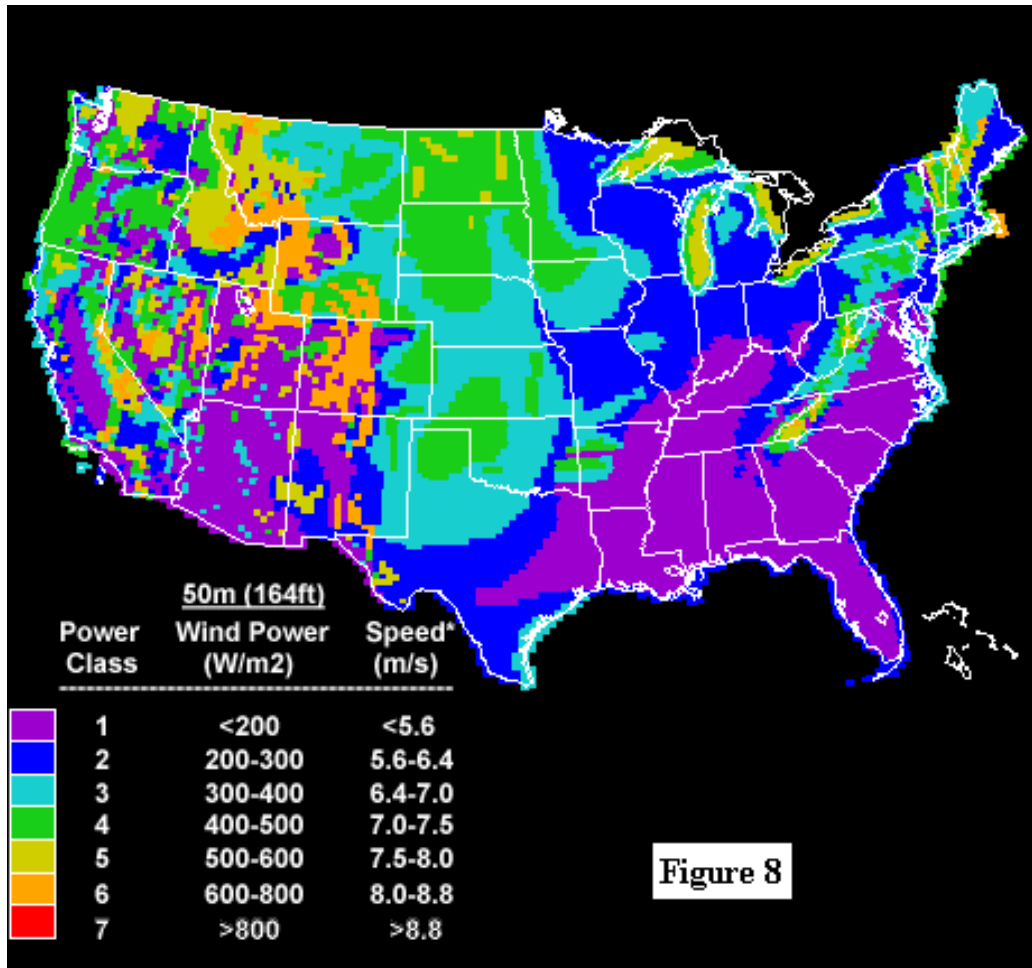 50m (164ft)
Power Wind Power Speed*
Class (W/m2) (m/s)
1 <200 <5.6
2 200-300 5.6-6.4
3 300-400 6.4-7.0
4 400-500 7.0-7.5
5 500-600 7.5-8.0
6 600-800 8.0-8.8
7 >800 >8.8
Figure 8